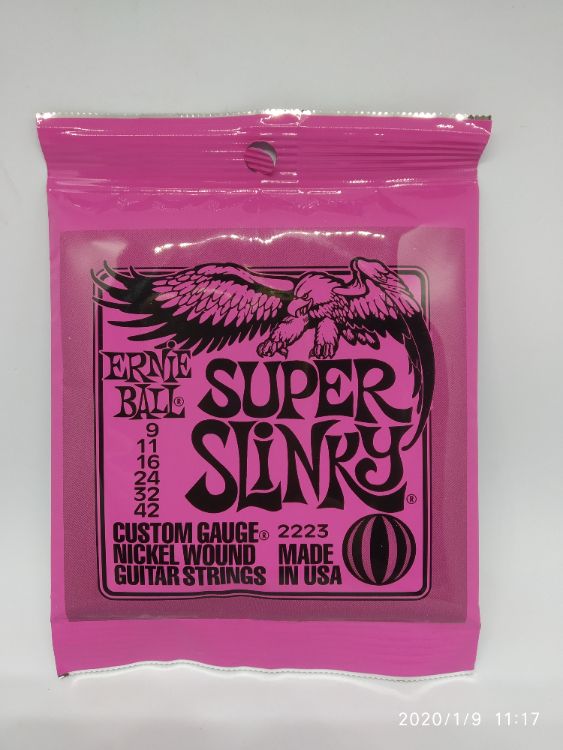 ERNiE
BALL®
SUPER
SLiNKY®
9
11
16
24
32
42
CUSTOM GAUGE®
NICKEL WOUND
GUITAR STRINGS
2223
MADE
IN USA
2020/1/9 11:17